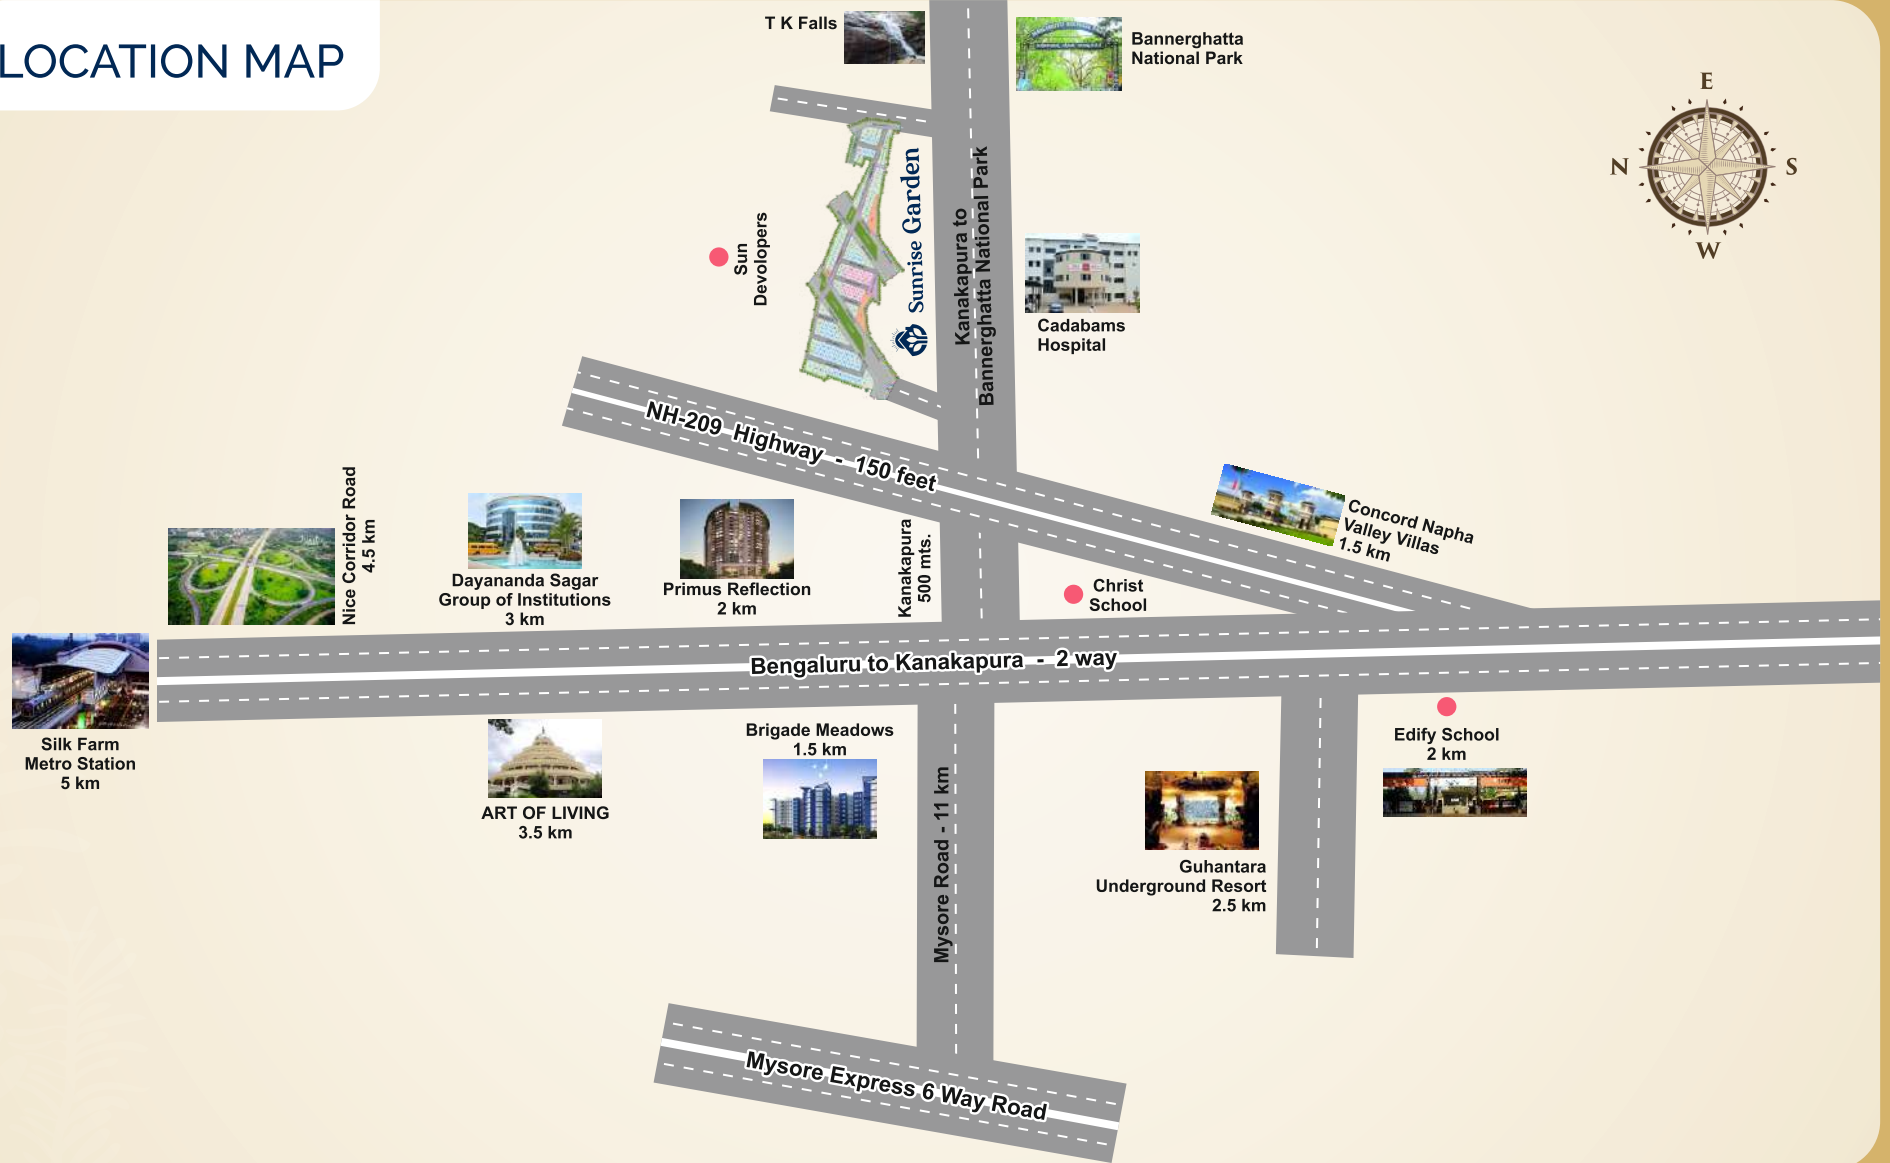 LOCATION MAP
T K Falls
Bannerghatta
National Park
E
N
S
W
Sunrise Garden
Sun
Devolopers
Kanakapura to
Bannerghatta National Park
Cadabams
Hospital
NH-209 Highway - 150 feet
Concord Napha
Valley Villas
1.5 km
Nice Corridor Road
4.5 km
Dayananda Sagar
Group of Institutions
3 km
Primus Reflection
2 km
Kanakapura
500 mts.
Christ
School
Bengaluru to Kanakapura - 2 way
Silk Farm
Metro Station
5 km
ART OF LIVING
3.5 km
Brigade Meadows
1.5 km
Mysore Road - 11 km
Guhantara
Underground Resort
2.5 km
Edify School
2 km
Mysore Express 6 Way Road